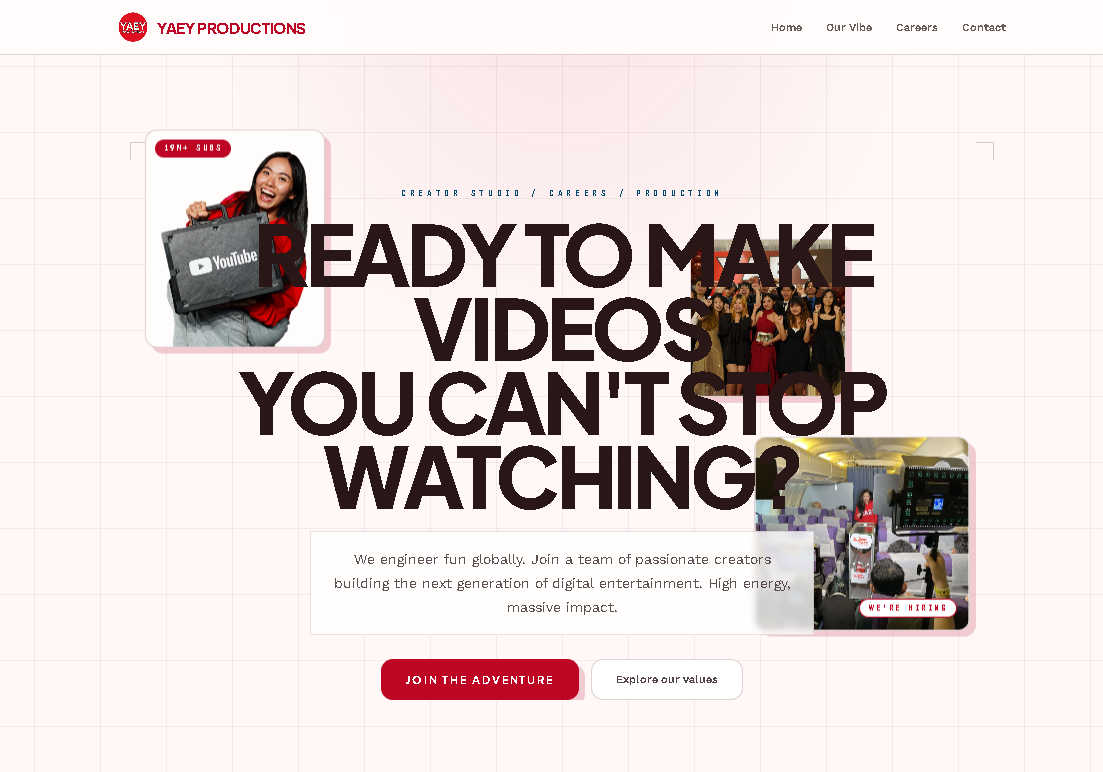 YAEY
YAEY PRODUCTIONS
Home
Our Vibe
Careers
Contact
19M+ SUBS
YouTube
CREATOR STUDIO / CAREERS / PRODUCTION
READY TO MAKE
VIDEOS
YOU CAN'T STOP
WATCHING?
We engineer fun globally. Join a team of passionate creators
building the next generation of digital entertainment. High energy,
massive impact.
WE'RE HIRING
JOIN THE ADVENTURE
Explore our values